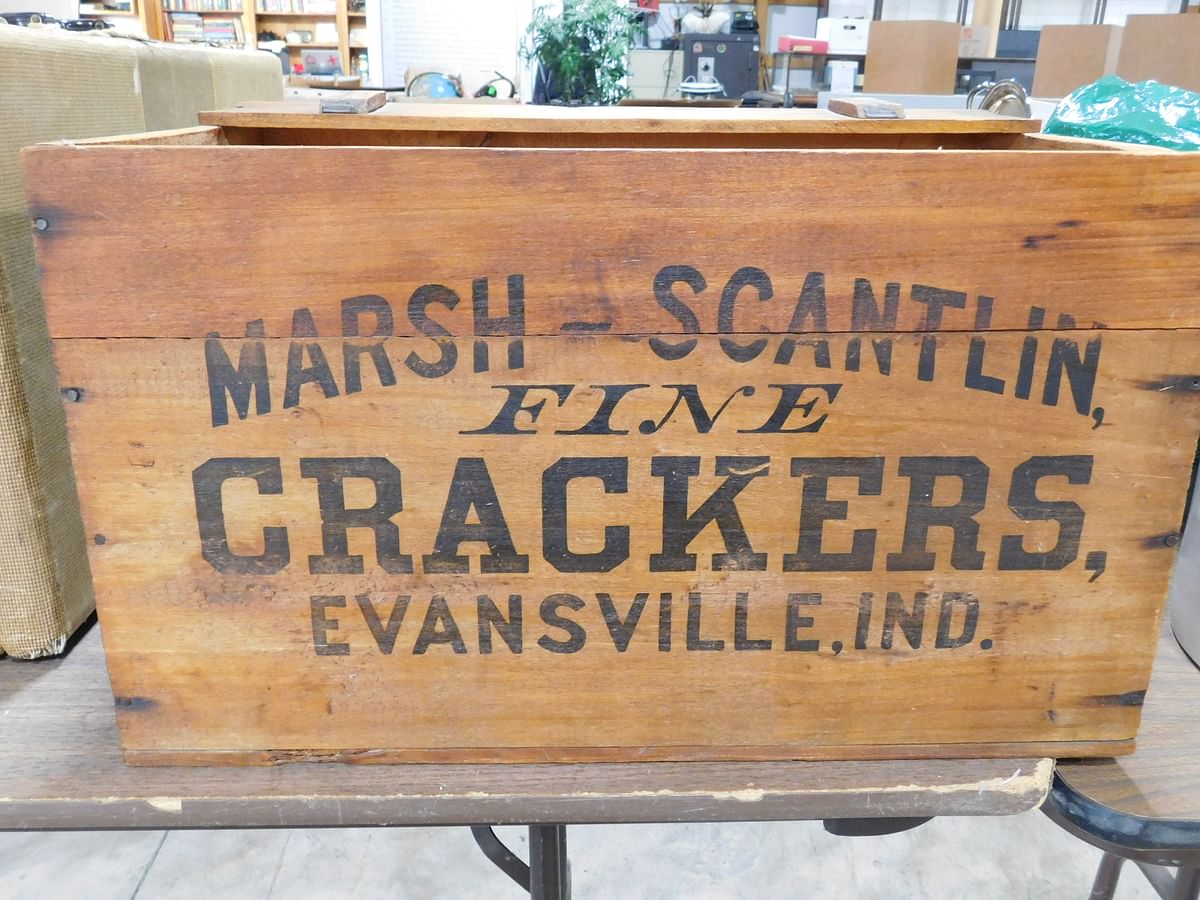 MARSH - SCANTLIN,
FINE
CRACKERS,
EVANSVILLE, IND.